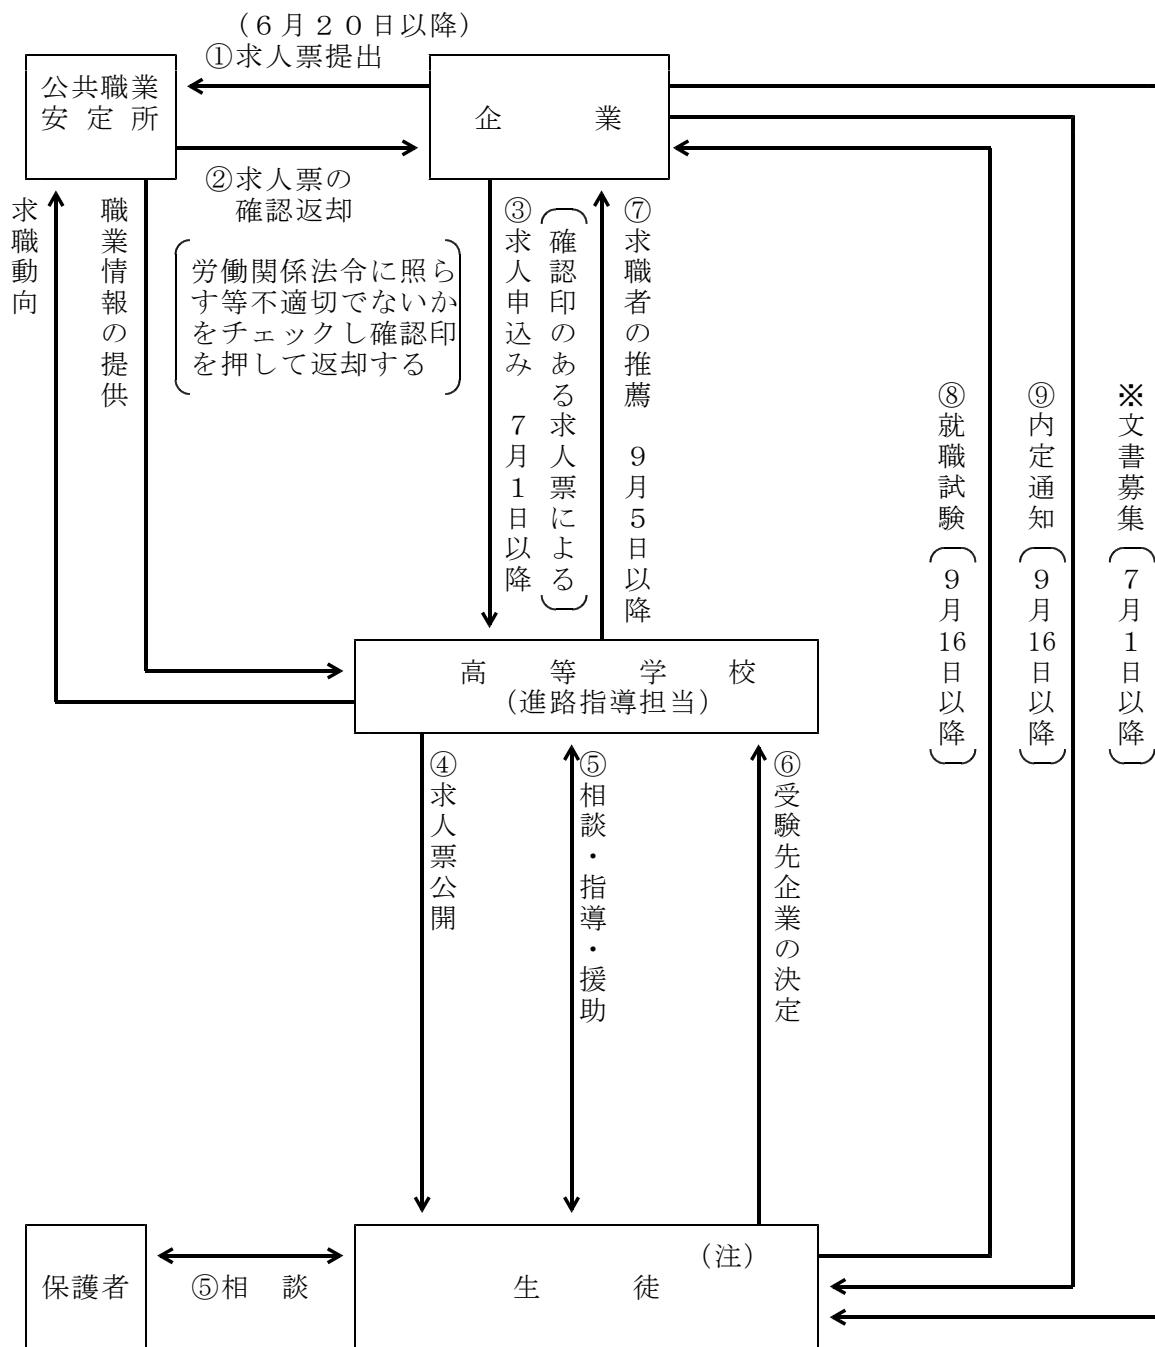 （６月２０日以降）
①求人票提出
公共職業
安定所
企業
②求人票の
確認返却
労働関係法令に照ら
す等不適切でないか
をチェックし確認印
を押して返却する
求職動向
職業情報の提供
③求人申込み　７月１日以降
確認印のある求人票による
⑦求職者の推薦　９月５日以降
⑧就職試験（９月16日以降）
⑨内定通知（９月16日以降）
※文書募集（７月１日以降）
高等学校
（進路指導担当）
④求人票公開
⑤相談・指導・援助
⑥受験先企業の決定
保護者
⑤相　談
（注）
生徒